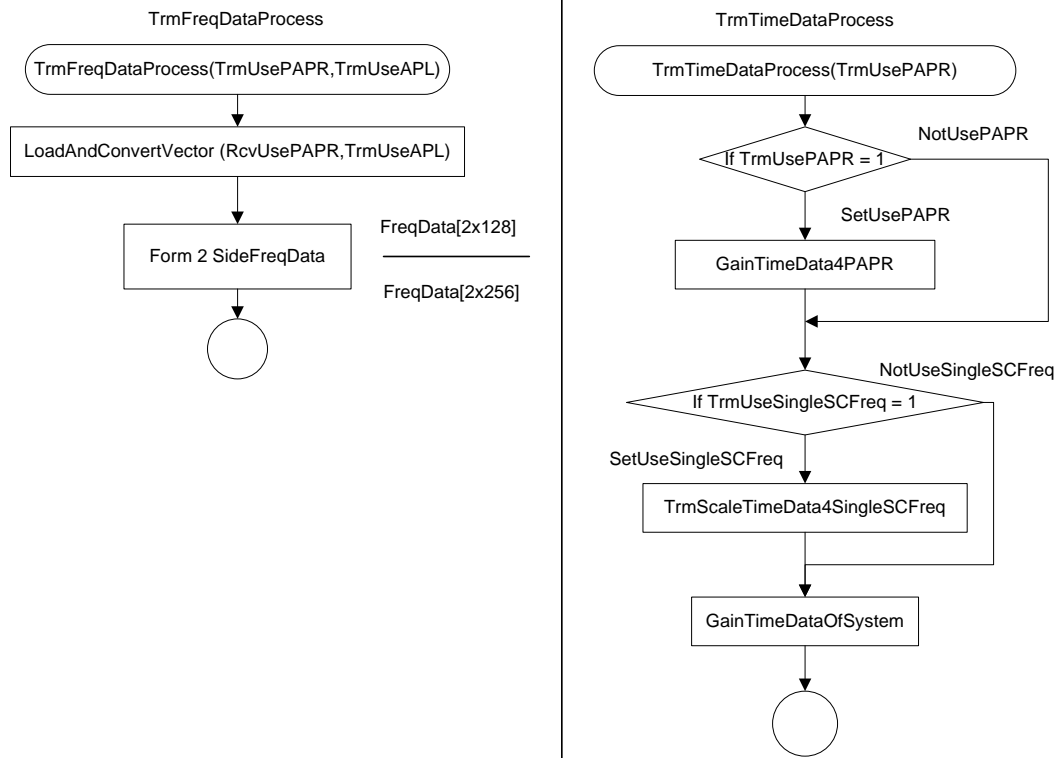 TrmFreqDataProcess
TrmFreqDataProcess(TrmUsePAPR,TrmUseAPL)
LoadAndConvertVector (RcvUsePAPR,TrmUseAPL)
Form 2 SideFreqData
FreqData[2x128]
FreqData[2x256]
TrmTimeDataProcess
TrmTimeDataProcess(TrmUsePAPR)
NotUsePAPR
If TrmUsePAPR = 1
SetUsePAPR
GainTimeData4PAPR
NotUseSingleSCFreq
If TrmUseSingleSCFreq = 1
SetUseSingleSCFreq
TrmScaleTimeData4SingleSCFreq
GainTimeDataOfSystem